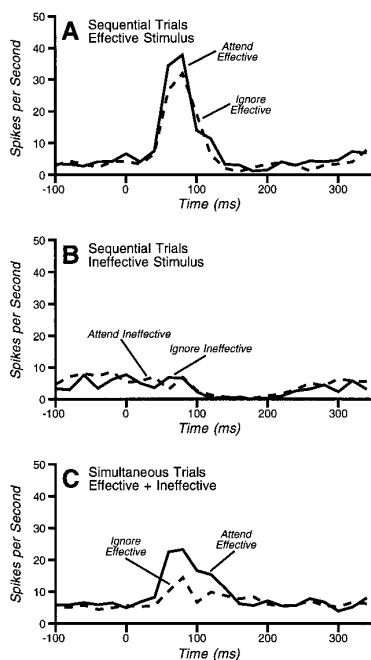 A Sequential Trials
Effective Stimulus
Attend
Effective
Ignore
Effective
Spikes per Second
50
40
30
20
10
0
-100 0 100 200 300
Time (ms)
B Sequential Trials
Ineffective Stimulus
Attend Ineffective
Ignore Ineffective
Spikes per Second
50
40
30
20
10
0
-100 0 100 200 300
Time (ms)
C Simultaneous Trials
Effective + Ineffective
Ignore
Effective
Attend
Effective
Spikes per Second
50
40
30
20
10
0
-100 0 100 200 300
Time (ms)